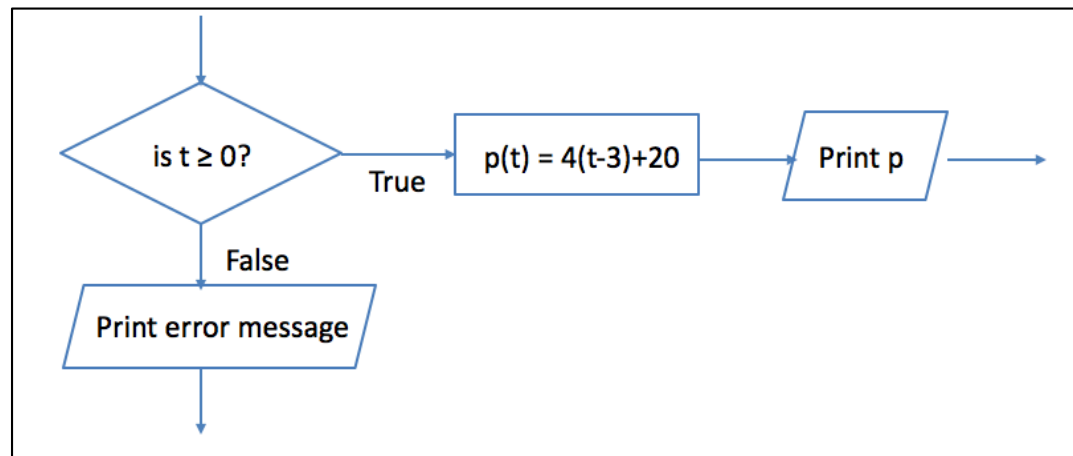 is t ≥ 0?
True
p(t) = 4(t-3)+20
Print p
False
Print error message